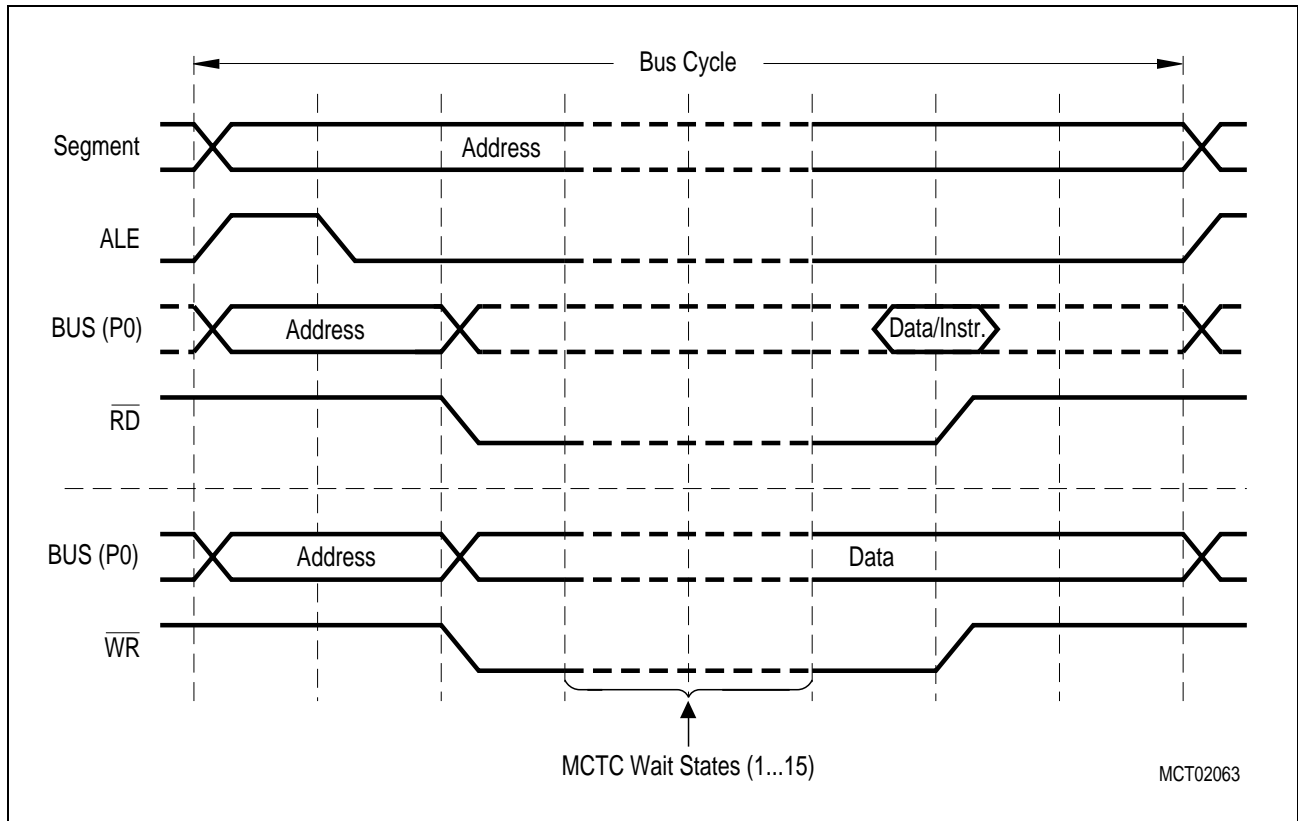 Bus Cycle
Segment
Address
ALE
BUS (P0)
Address
Data/Instr.
RD
BUS (P0)
Address
Data
WR
MCTC Wait States (1...15)
MCT02063